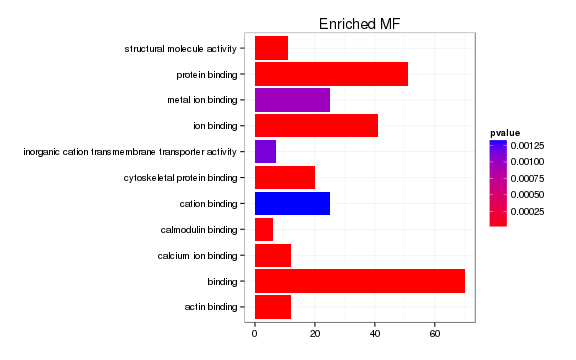 Enriched MF
structural molecule activity
protein binding
metal ion binding
ion binding
inorganic cation transmembrane transporter activity
cytoskeletal protein binding
cation binding
calmodulin binding
calcium ion binding
binding
actin binding
0 20 40 60
pvalue
0.00125
0.00100
0.00075
0.00050
0.00025